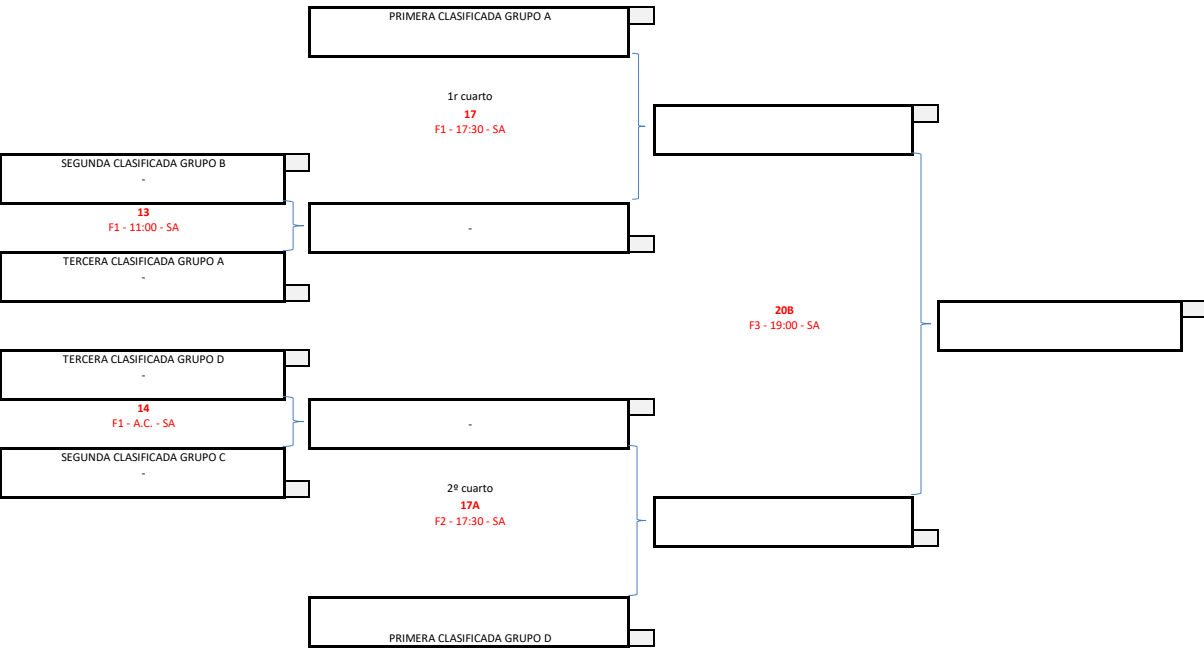 PRIMERA CLASIFICADA GRUPO A
1r cuarto
17
F1 - 17:30 - SA
SEGUNDA CLASIFICADA GRUPO B
-
13
F1 - 11:00 - SA
-
TERCERA CLASIFICADA GRUPO A
-
20B
F3 - 19:00 - SA
TERCERA CLASIFICADA GRUPO D
-
14
F1 - A.C. - SA
-
SEGUNDA CLASIFICADA GRUPO C
-
2º cuarto
17A
F2 - 17:30 - SA
PRIMERA CLASIFICADA GRUPO D